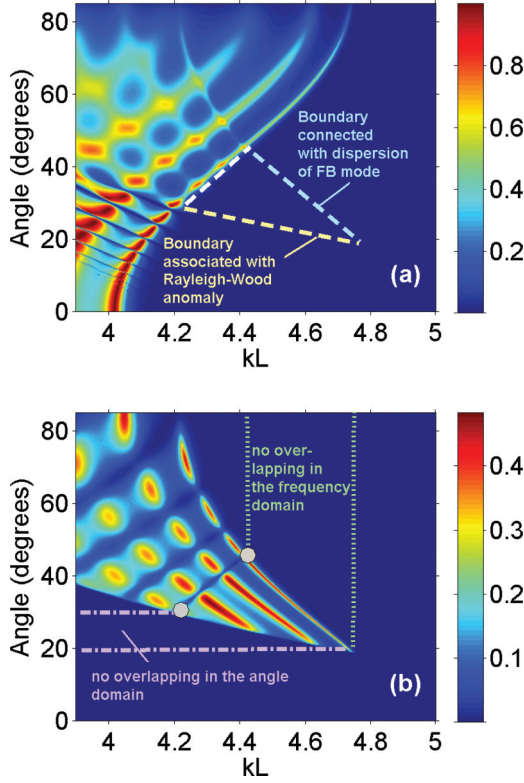 80
60
40
20
0
Angle (degrees)
Boundary
connected
with dispersion
of FB mode
Boundary
associated with
Rayleigh-Wood
anomaly
(a)
4
4.2
4.4
4.6
4.8
5
kL
0.8
0.6
0.4
0.2
80
60
40
20
0
Angle (degrees)
no over-
lapping in
the frequency
domain
no overlapping in the angle
domain
(b)
4
4.2
4.4
4.6
4.8
5
kL
0.4
0.3
0.2
0.1